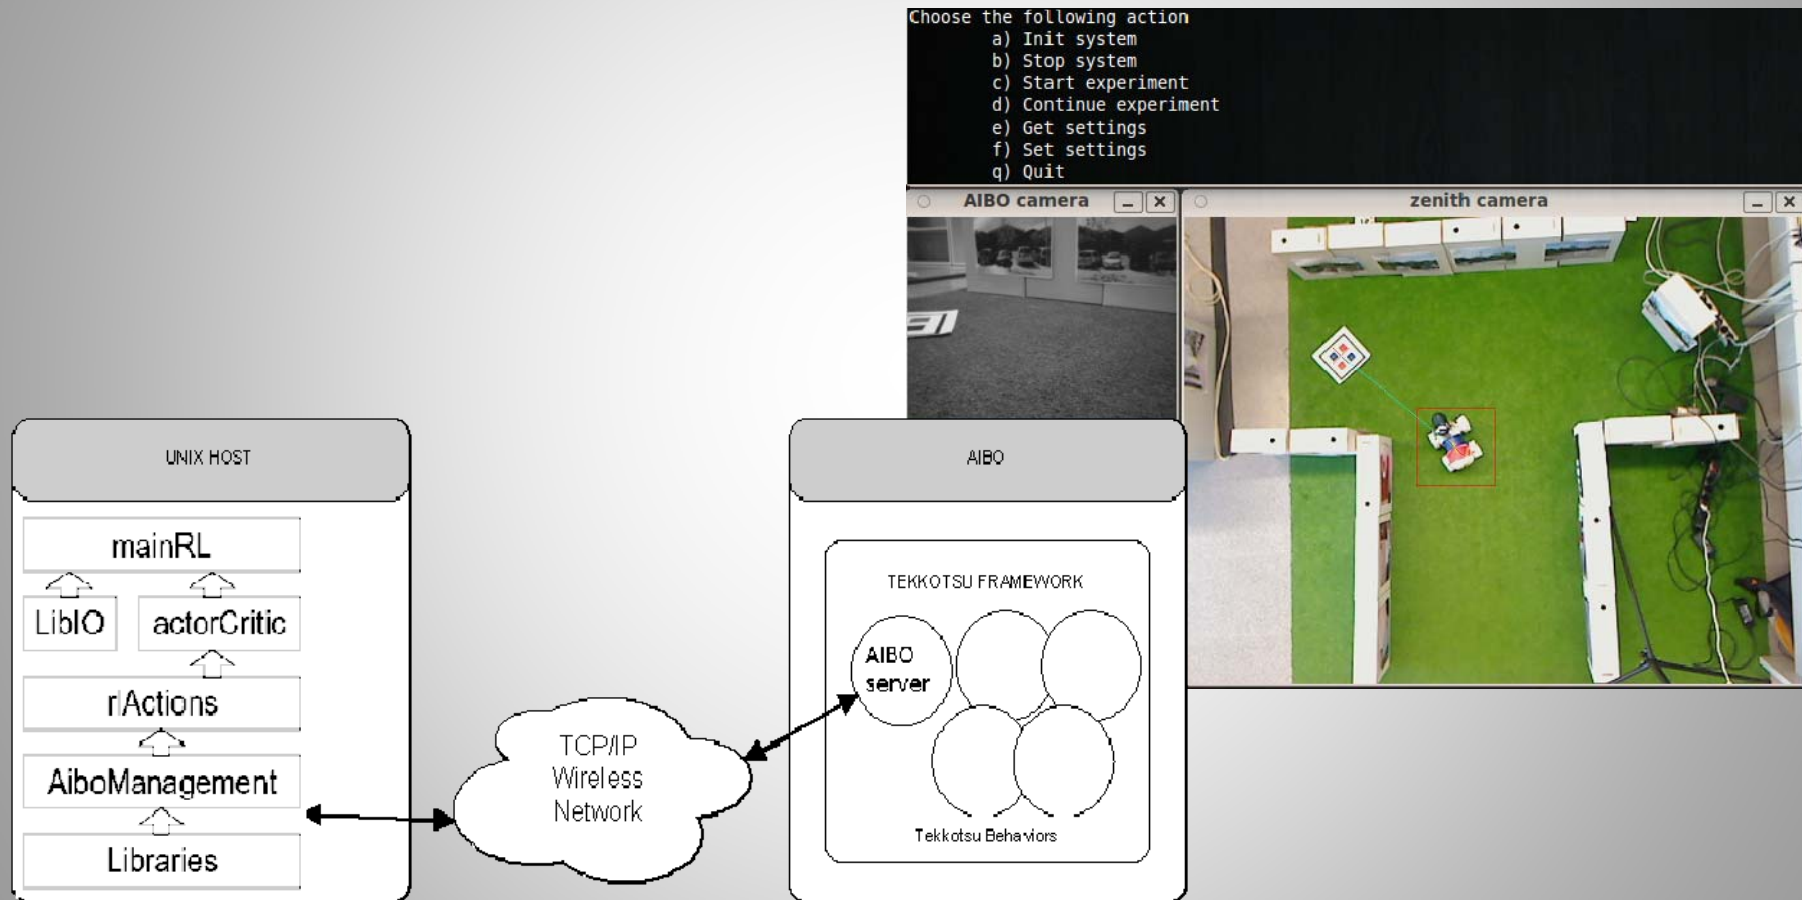 Choose the following action
a) Init system
b) Stop system
c) Start experiment
d) Continue experiment
e) Get settings
f) Set settings
q) Quit
AIBO camera
zenith camera
UNIX HOST
mainRL
LibIO
actorCritic
rlActions
AiboManagement
Libraries
TCP/IP
Wireless
Network
AIBO
TEKKOTSU FRAMEWORK
AIBO
server
Tekkotsu Behaviors